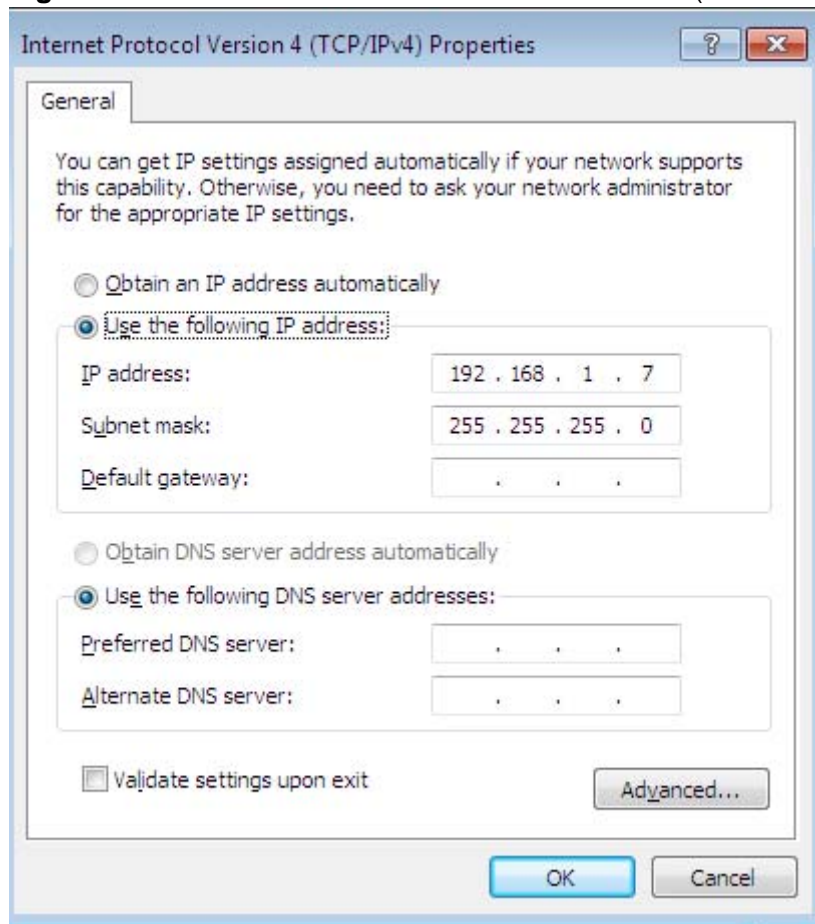 Internet Protocol Version 4 (TCP/IPv4) Properties
General
You can get IP settings assigned automatically if your network supports
this capability. Otherwise, you need to ask your network administrator
for the appropriate IP settings.
Obtain an IP address automatically
Use the following IP address:
IP address: 192 . 168 . 1 . 7
Subnet mask: 255 . 255 . 255 . 0
Default gateway: . . .
Obtain DNS server address automatically
Use the following DNS server addresses:
Preferred DNS server: . . .
Alternate DNS server: . . .
Validate settings upon exit
Advanced...
OK Cancel